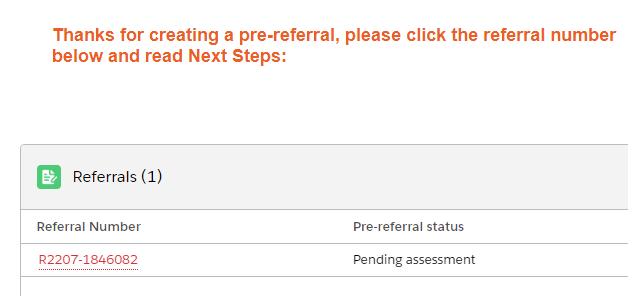 Thanks for creating a pre-referral, please click the referral number
below and read Next Steps:
Referrals (1)
Referral Number Pre-referral status
R2207-1846082 Pending assessment